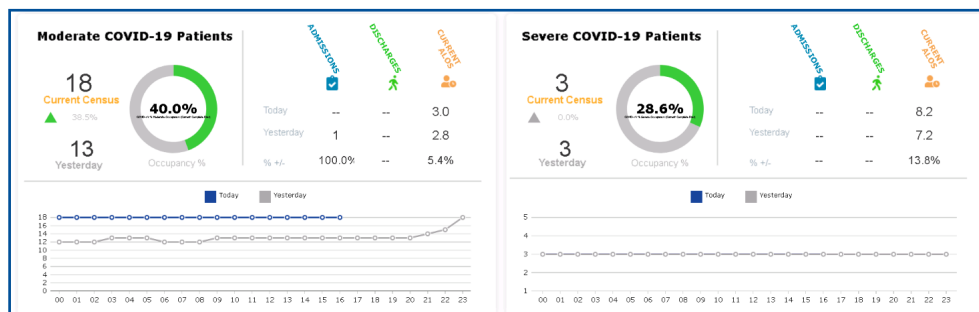 Moderate COVID-19 Patients
ADMISSIONS
DISCHARGES
CURRENT ALOS
18
Current Census
38.5%
13
Yesterday
40.0%
Occupancy %
Today -- -- 3.0
Yesterday 1 -- 2.8
% +/- 100.0% -- 5.4%
Today Yesterday
18
16
14
12
10
8
6
4
2
0
00 01 02 03 04 05 06 07 08 09 10 11 12 13 14 15 16 17 18 19 20 21 22 23
Severe COVID-19 Patients
ADMISSIONS
DISCHARGES
CURRENT ALOS
3
Current Census
0.0%
3
Yesterday
28.6%
Occupancy %
Today -- -- 8.2
Yesterday -- -- 7.2
% +/- -- -- 13.8%
Today Yesterday
5
4
3
2
1
00 01 02 03 04 05 06 07 08 09 10 11 12 13 14 15 16 17 18 19 20 21 22 23